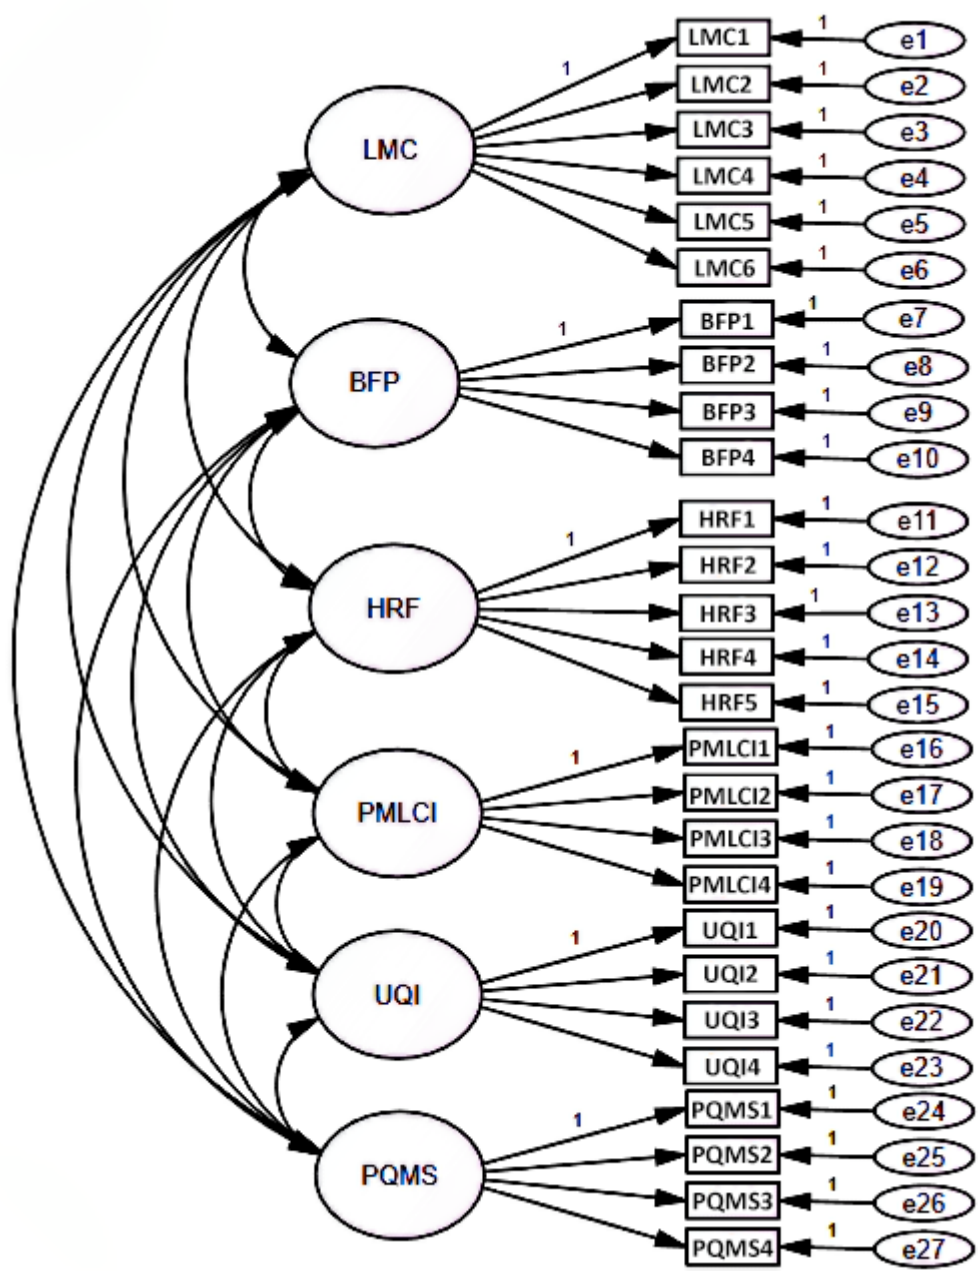 LMC1 1 e1
1 LMC2 1 e2
LMC LMC3 1 e3
LMC4 1 e4
LMC5 1 e5
LMC6 1 e6
1 BFP1 1 e7
BFP BFP2 1 e8
BFP3 1 e9
BFP4 1 e10
1 HRF1 1 e11
HRF2 1 e12
HRF HRF3 1 e13
HRF4 1 e14
HRF5 1 e15
1 PMLCI1 1 e16
PMLCI PMLCI2 1 e17
PMLCI3 1 e18
PMLCI4 1 e19
1 UQI1 1 e20
UQI UQI2 1 e21
UQI3 1 e22
UQI4 1 e23
1 PQMS1 1 e24
PQMS PQMS2 1 e25
PQMS3 1 e26
PQMS4 1 e27